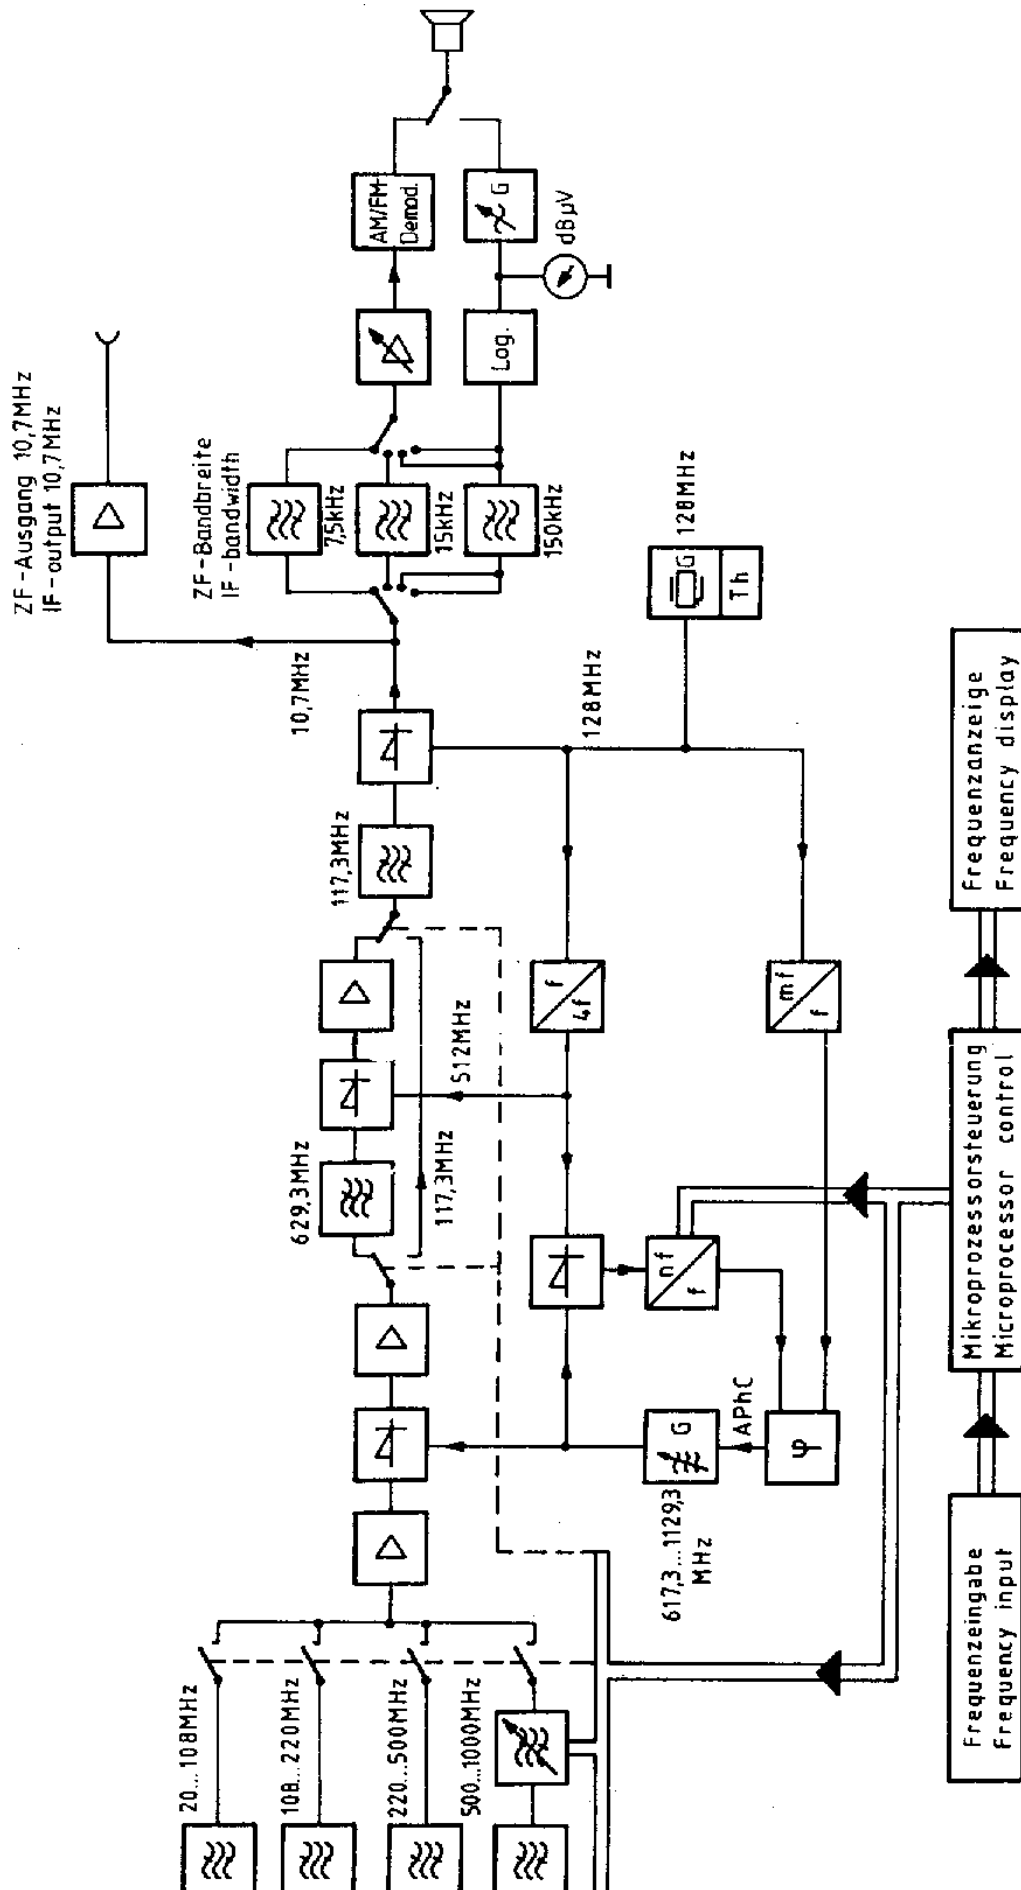 20...108MHz
108...220MHz
220...500MHz
500...1000MHz
629,3MHz
117,3MHz
512MHz
117,3MHz
10,7MHz
ZF-Ausgang 10,7MHz
IF-output 10,7MHz
ZF-Bandbreite
IF-bandwidth
7,5kHz
15kHz
150kHz
AM/FM-
Demod.
Log.
G
dBµV
617,3...1129,3
MHz
G
APhC
φ
nf
f
f
4f
mf
f
128MHz
G
128MHz
Th
Frequenzeingabe
Frequency input
Mikroprozessorsteuerung
Microprocessor control
Frequenzanzeige
Frequency display